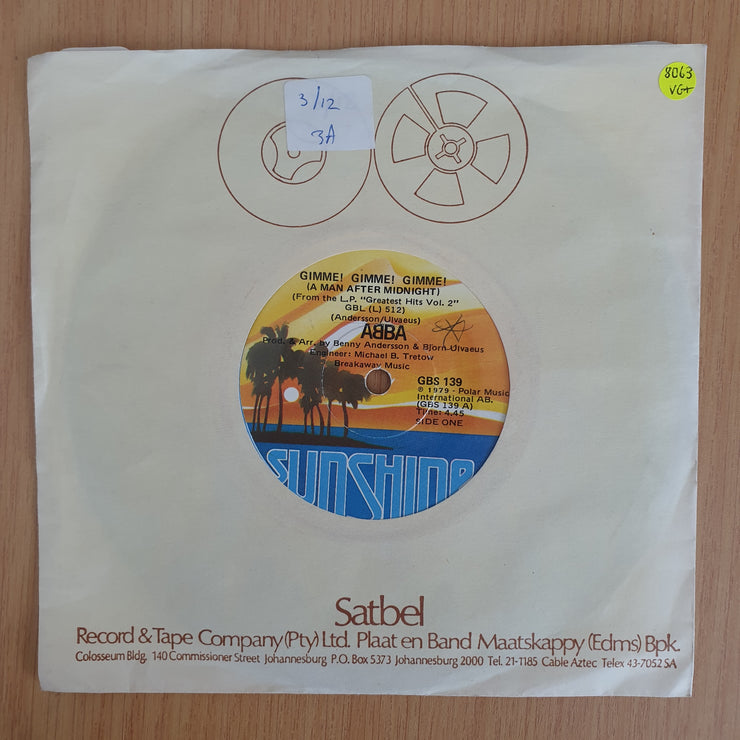 3/12
3A
8063
VG+
GIMME! GIMME! GIMME!
(A MAN AFTER MIDNIGHT)
(From the L.P. "Greatest Hits Vol. 2"
GBL (L) 512)
(Andersson/Ulvaeus)
ABBA
Prod. & Arr. by Benny Andersson & Bjorn Ulvaeus
Engineer: Michael B. Tretow
Breakaway Music
GBS 139
℗ 1979 - Polar Music
International AB.
(GBS 139 A)
Time: 4.45
SIDE ONE
SUNSHINE
Satbel
Record & Tape Company (Pty) Ltd. Plaat en Band Maatskappy (Edms) Bpk.
Colosseum Bldg. 140 Commissioner Street Johannesburg P.O. Box 5373 Johannesburg 2000 Tel. 21-1185 Cable Aztec Telex 43-7052 SA